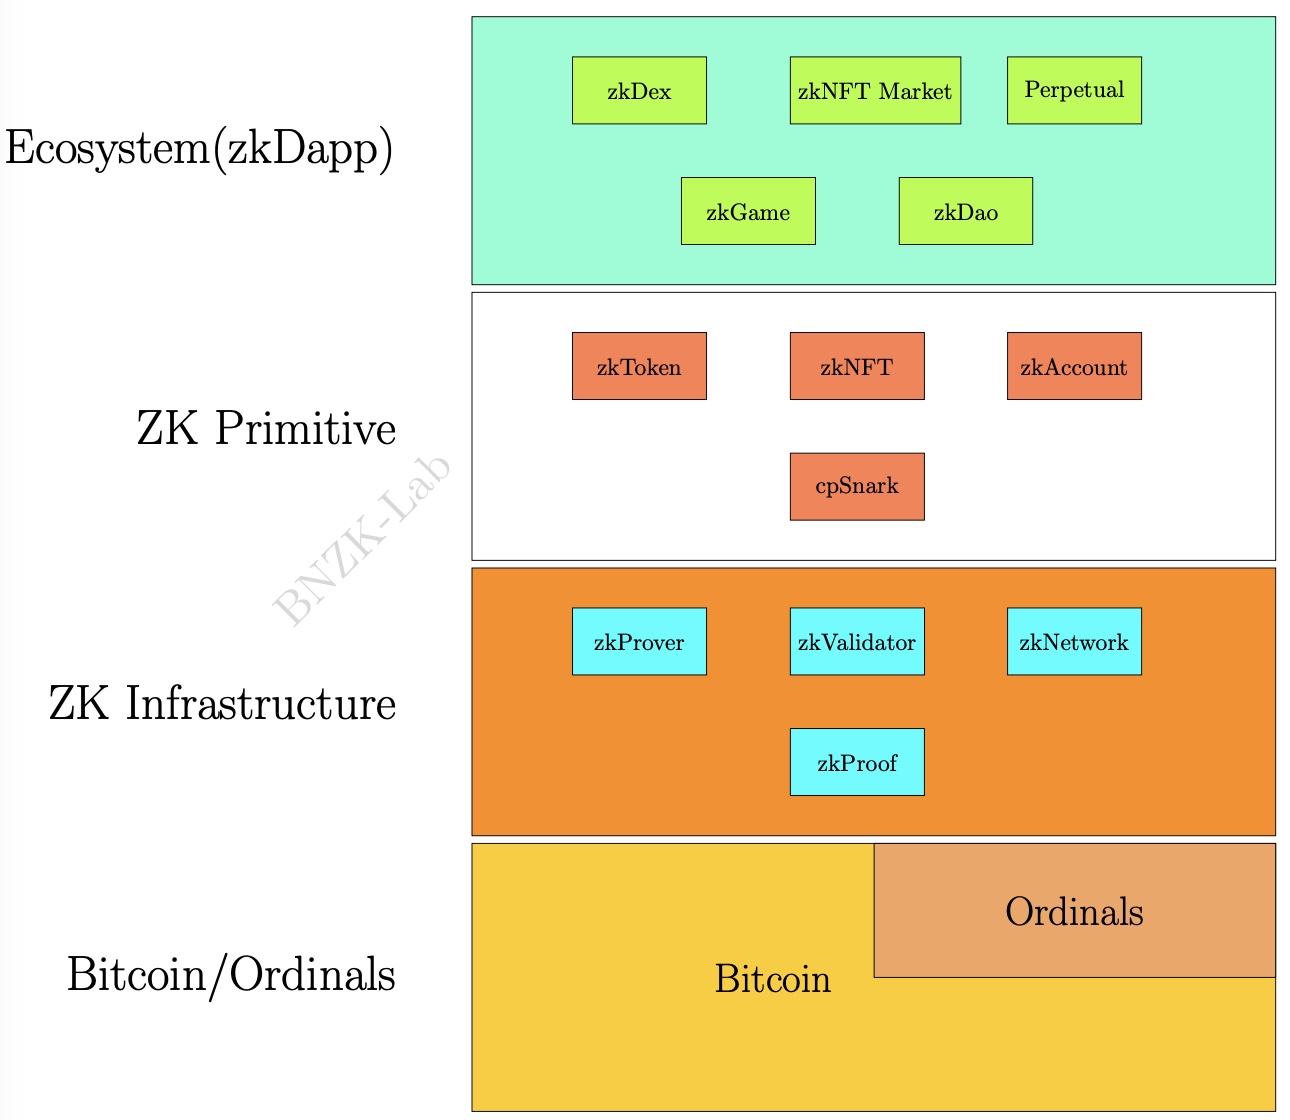 Ecosystem(zkDapp)
zkDex
zkNFT Market
Perpetual
zkGame
zkDao
ZK Primitive
zkToken
zkNFT
zkAccount
cpSnark
BNZK-Lab
ZK Infrastructure
zkProver
zkValidator
zkNetwork
zkProof
Bitcoin/Ordinals
Ordinals
Bitcoin